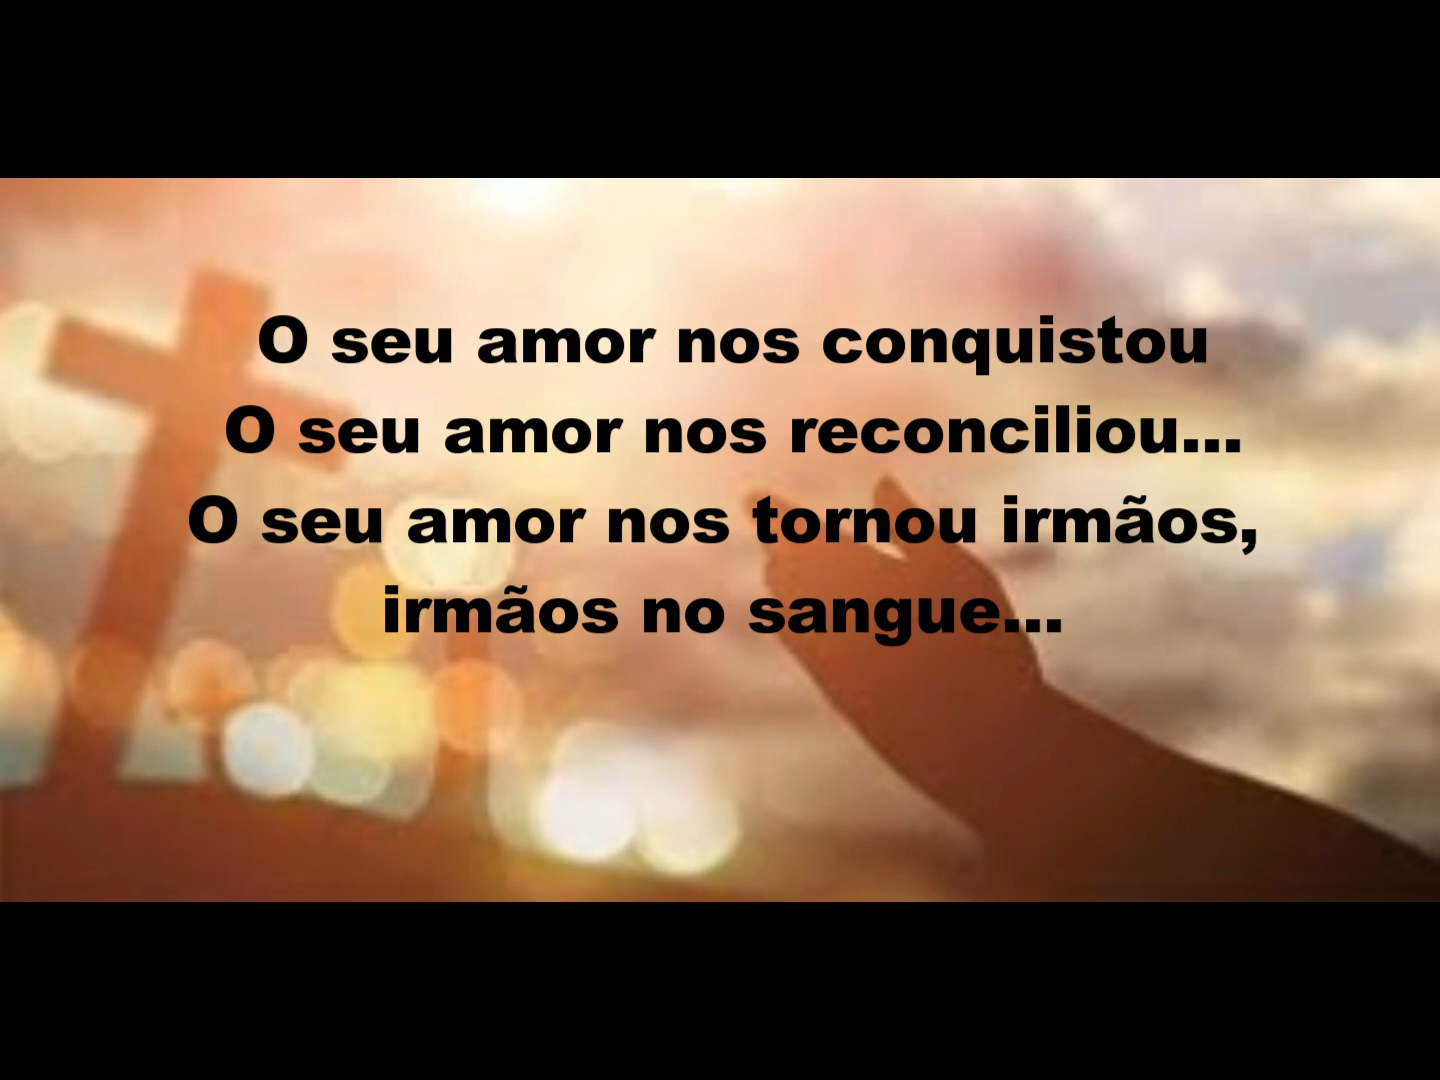 O seu amor nos conquistou
O seu amor nos reconciliou...
O seu amor nos tornou irmãos,
irmãos no sangue...